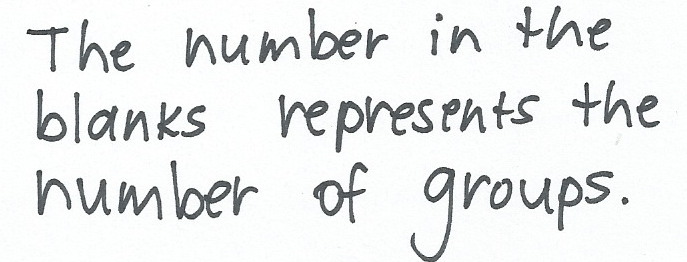 The number in the
blanks represents the
number of groups.